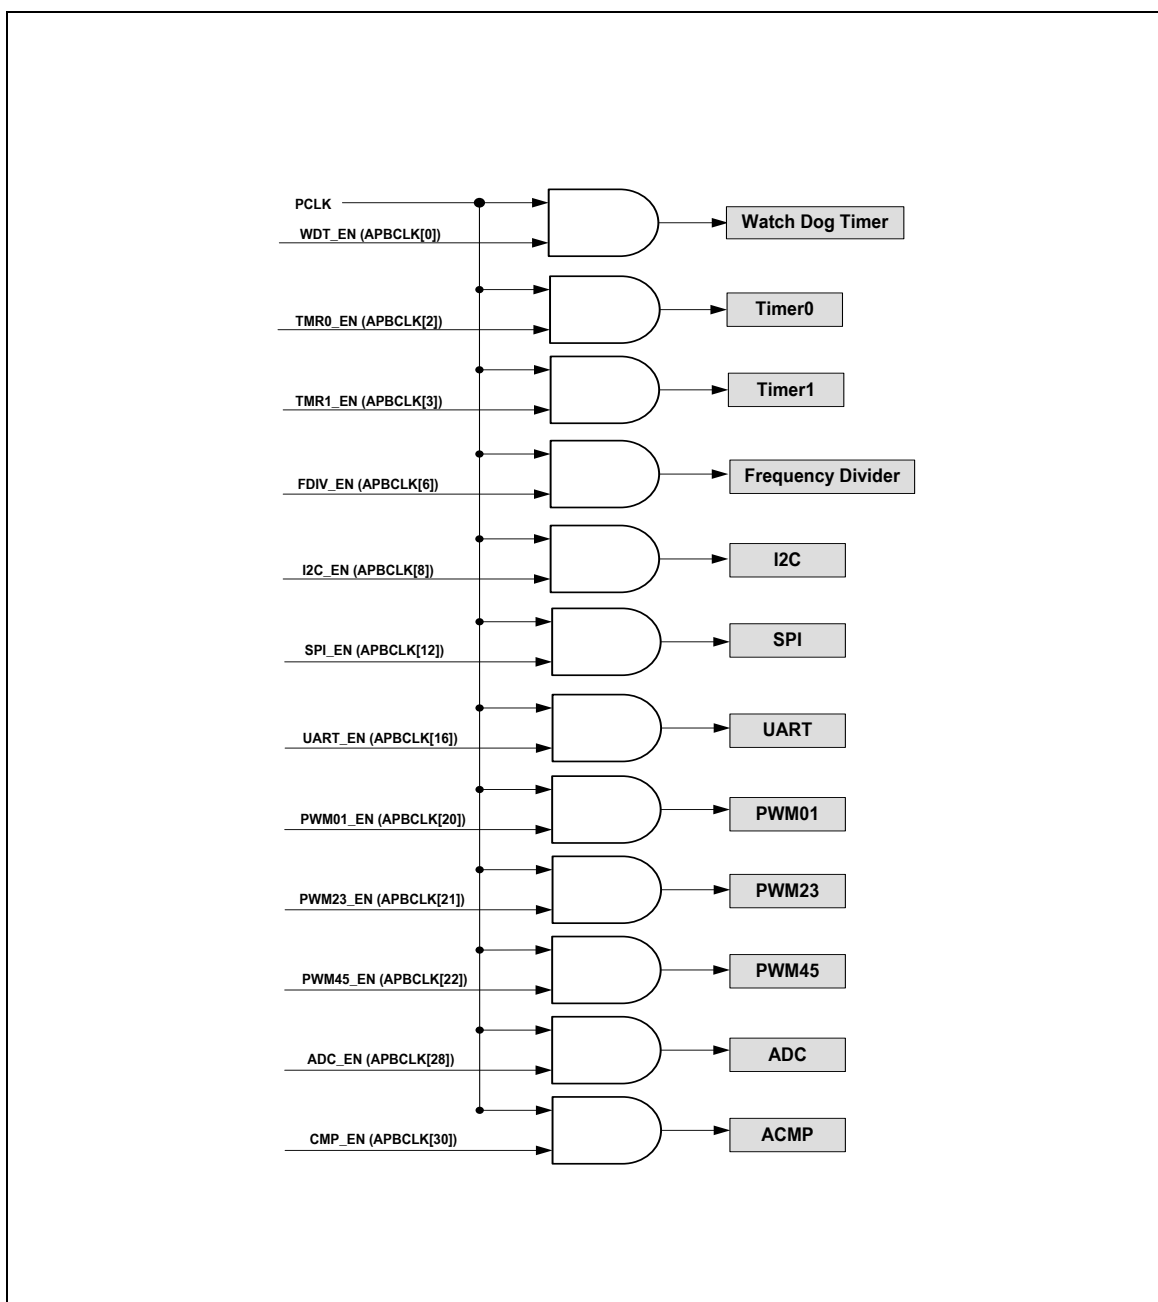 PCLK
WDT_EN (APBCLK[0])
Watch Dog Timer
TMR0_EN (APBCLK[2])
Timer0
TMR1_EN (APBCLK[3])
Timer1
FDIV_EN (APBCLK[6])
Frequency Divider
I2C_EN (APBCLK[8])
I2C
SPI_EN (APBCLK[12])
SPI
UART_EN (APBCLK[16])
UART
PWM01_EN (APBCLK[20])
PWM01
PWM23_EN (APBCLK[21])
PWM23
PWM45_EN (APBCLK[22])
PWM45
ADC_EN (APBCLK[28])
ADC
CMP_EN (APBCLK[30])
ACMP